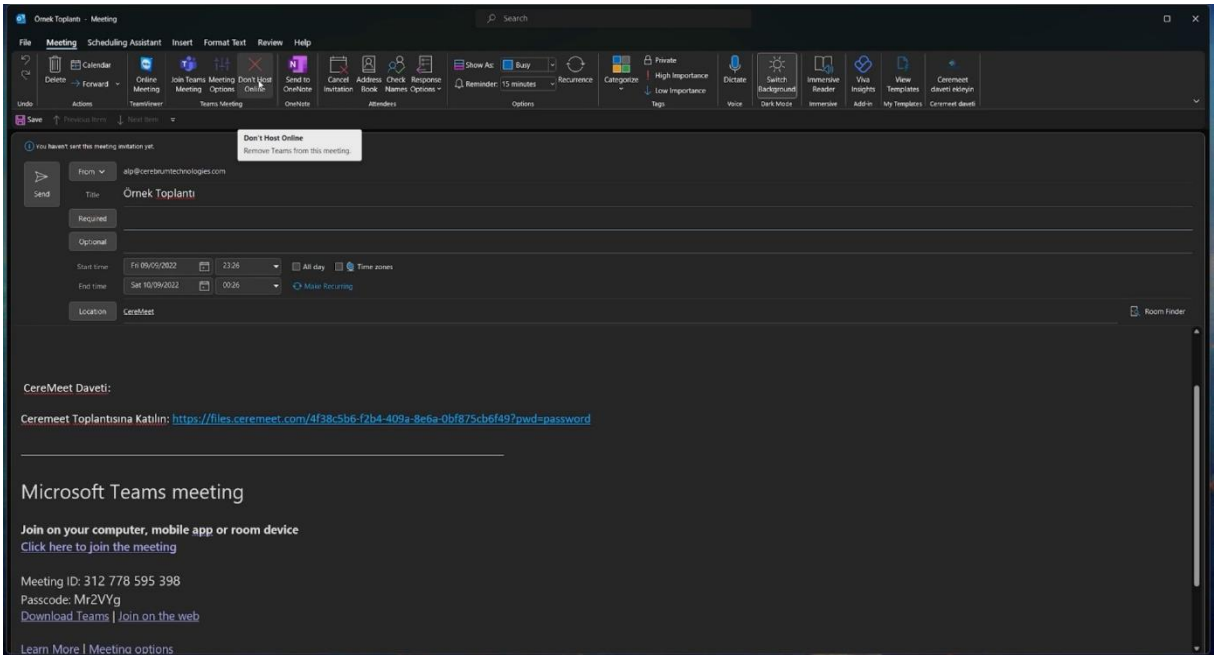 Örnek Toplantı - Meeting
Search
File Meeting Scheduling Assistant Insert Format Text Review Help
Delete
Calendar
Forward
Online Meeting
Join Teams Meeting
Meeting Options
Don't Host Online
Send to OneNote
Cancel Invitation
Address Book
Check Names
Response Options
Show As: Busy
Reminder: 15 minutes
Recurrence
Categorize
Private
High Importance
Low Importance
Dictate
Switch Background
Immersive Reader
Viva Insights
View Templates
Ceremeet daveti ekleyin
Undo Actions TeamViewer Teams Meeting OneNote Attendees Options Tags Voice Dark Mode Immersive Add-in My Templates Ceremeet daveti
Save Previous Item Next Item
Don't Host Online
Remove Teams from this meeting.
You haven't sent this meeting invitation yet.
Send
From alp@cerebrumtechnologies.com
Title Örnek Toplantı
Required
Optional
Start time Fri 09/09/2022 23:26 All day Time zones
End time Sat 10/09/2022 00:26 Make Recurring
Location CereMeet Room Finder
CereMeet Daveti:
Ceremeet Toplantısına Katılın: https://files.ceremeet.com/4f38c5b6-f2b4-409a-8e6a-0bf875cb6f49?pwd=password
Microsoft Teams meeting
Join on your computer, mobile app or room device
Click here to join the meeting
Meeting ID: 312 778 595 398
Passcode: Mr2VYg
Download Teams | Join on the web
Learn More | Meeting options